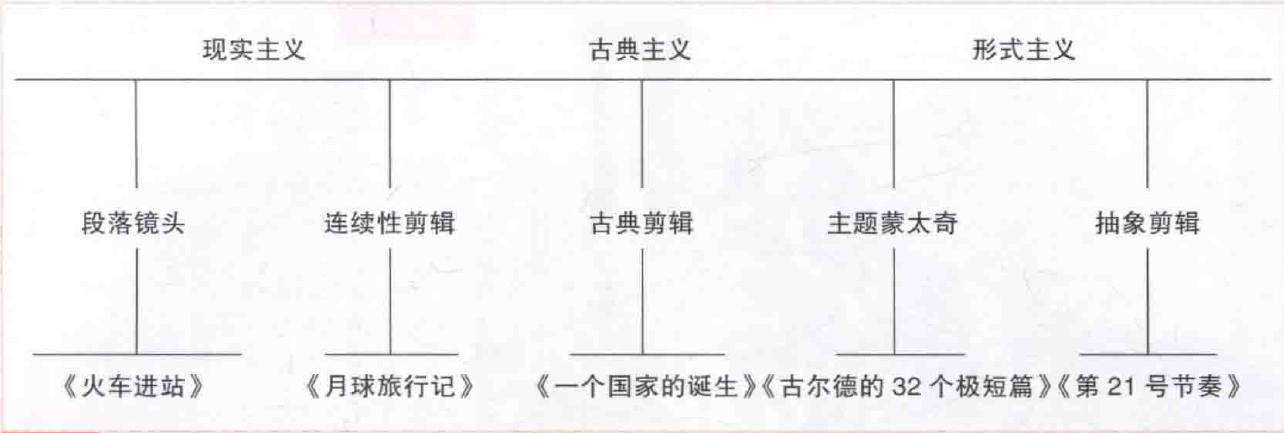 现实主义 古典主义 形式主义
段落镜头 连续性剪辑 古典剪辑 主题蒙太奇 抽象剪辑
《火车进站》 《月球旅行记》 《一个国家的诞生》《古尔德的 32 个极短篇》《第 21 号节奏》